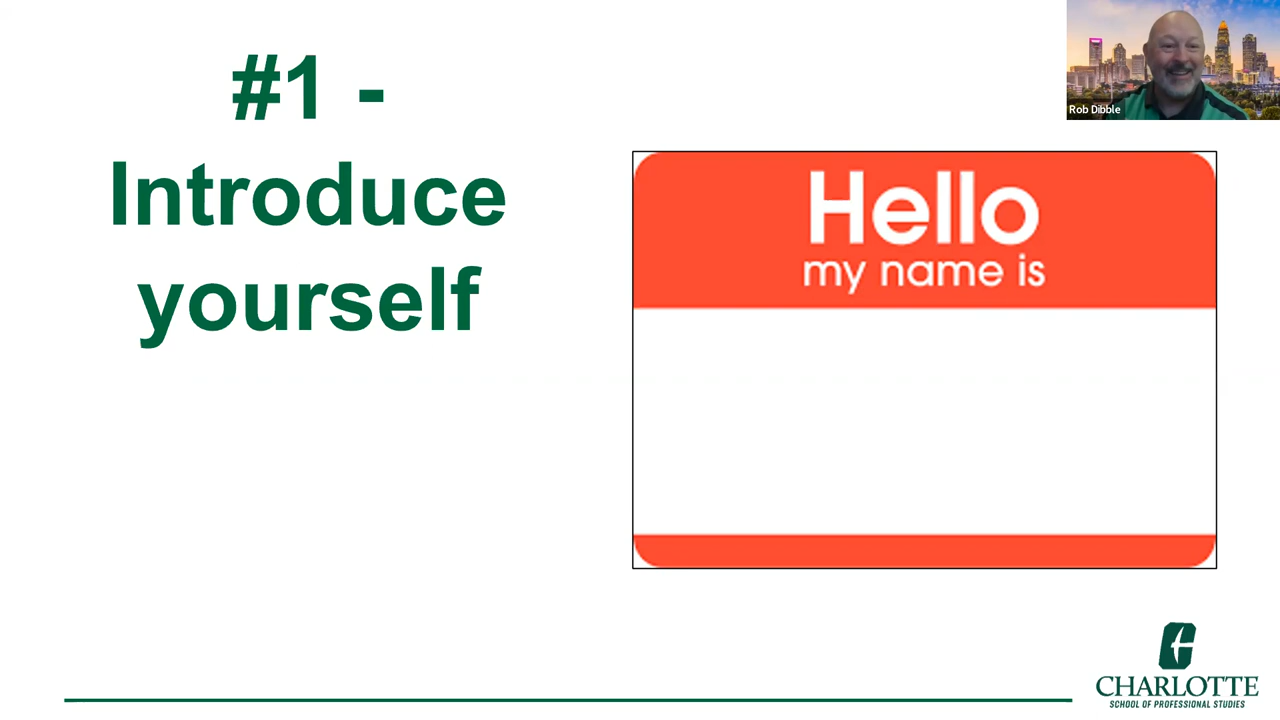 #1 -
Introduce
yourself
Rob Dibble
Hello
my name is
CHARLOTTE
SCHOOL OF PROFESSIONAL STUDIES